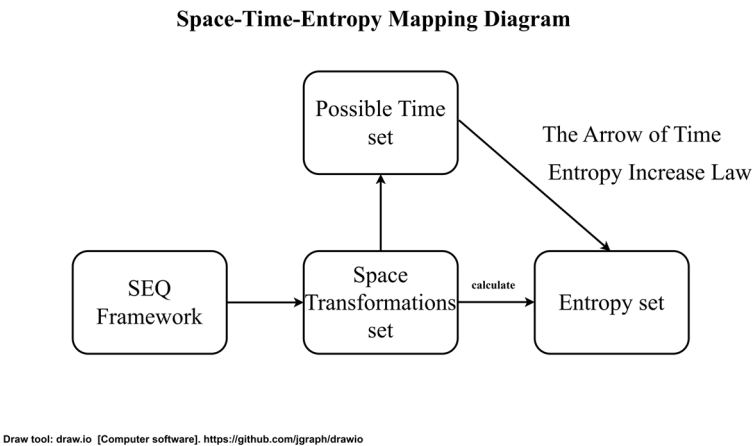 Space-Time-Entropy Mapping Diagram
Possible Time
set
The Arrow of Time
Entropy Increase Law
SEQ
Framework
Space
Transformations
set
calculate
Entropy set
Draw tool: draw.io [Computer software]. https://github.com/jgraph/drawio